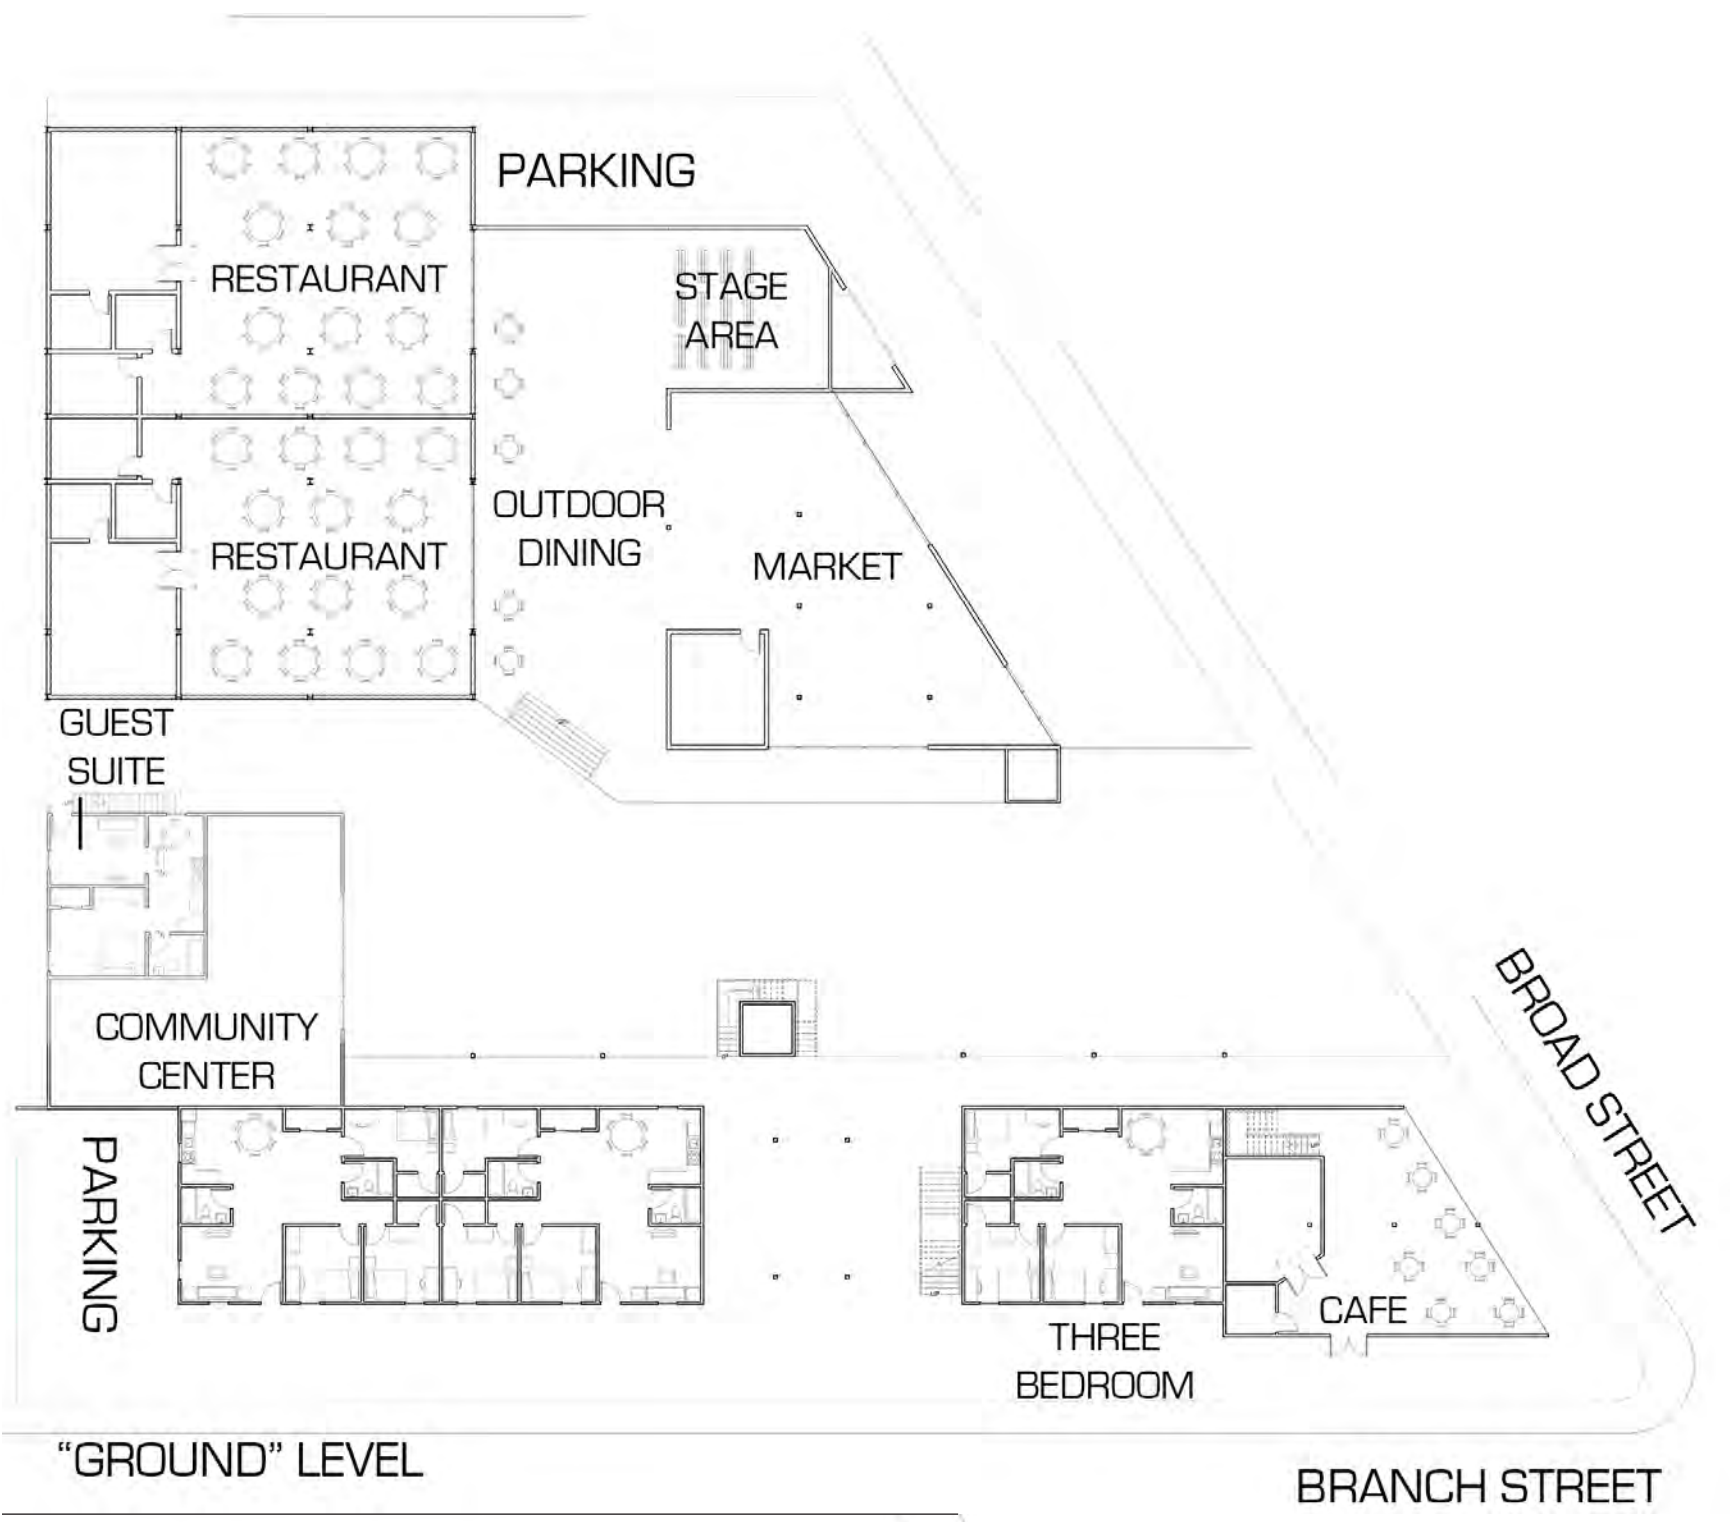 PARKING
RESTAURANT
STAGE
AREA
OUTDOOR
DINING
RESTAURANT
MARKET
GUEST
SUITE
COMMUNITY
CENTER
BROAD STREET
PARKING
CAFE
THREE
BEDROOM
“GROUND” LEVEL
BRANCH STREET